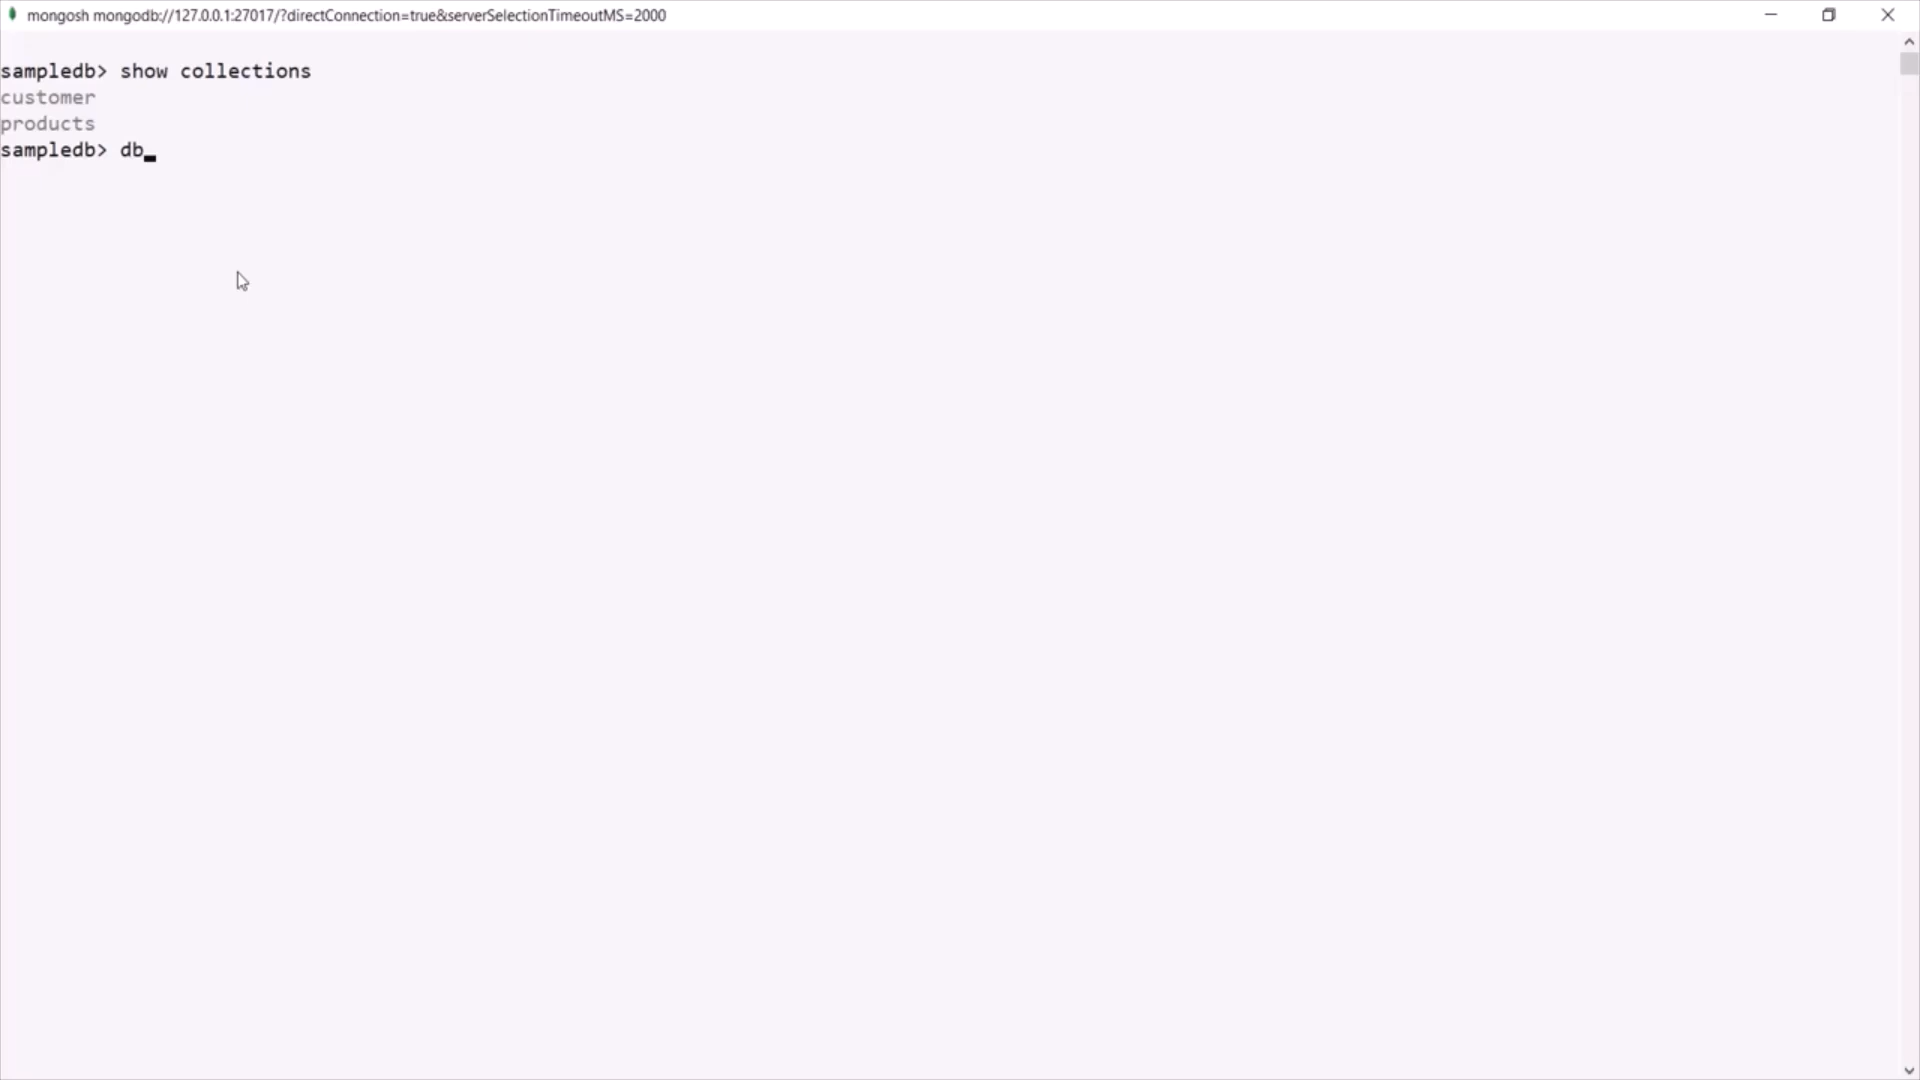 mongosh mongodb://127.0.0.1:27017/?directConnection=true&serverSelectionTimeoutMS=2000
sampledb> show collections
customer
products
sampledb> db